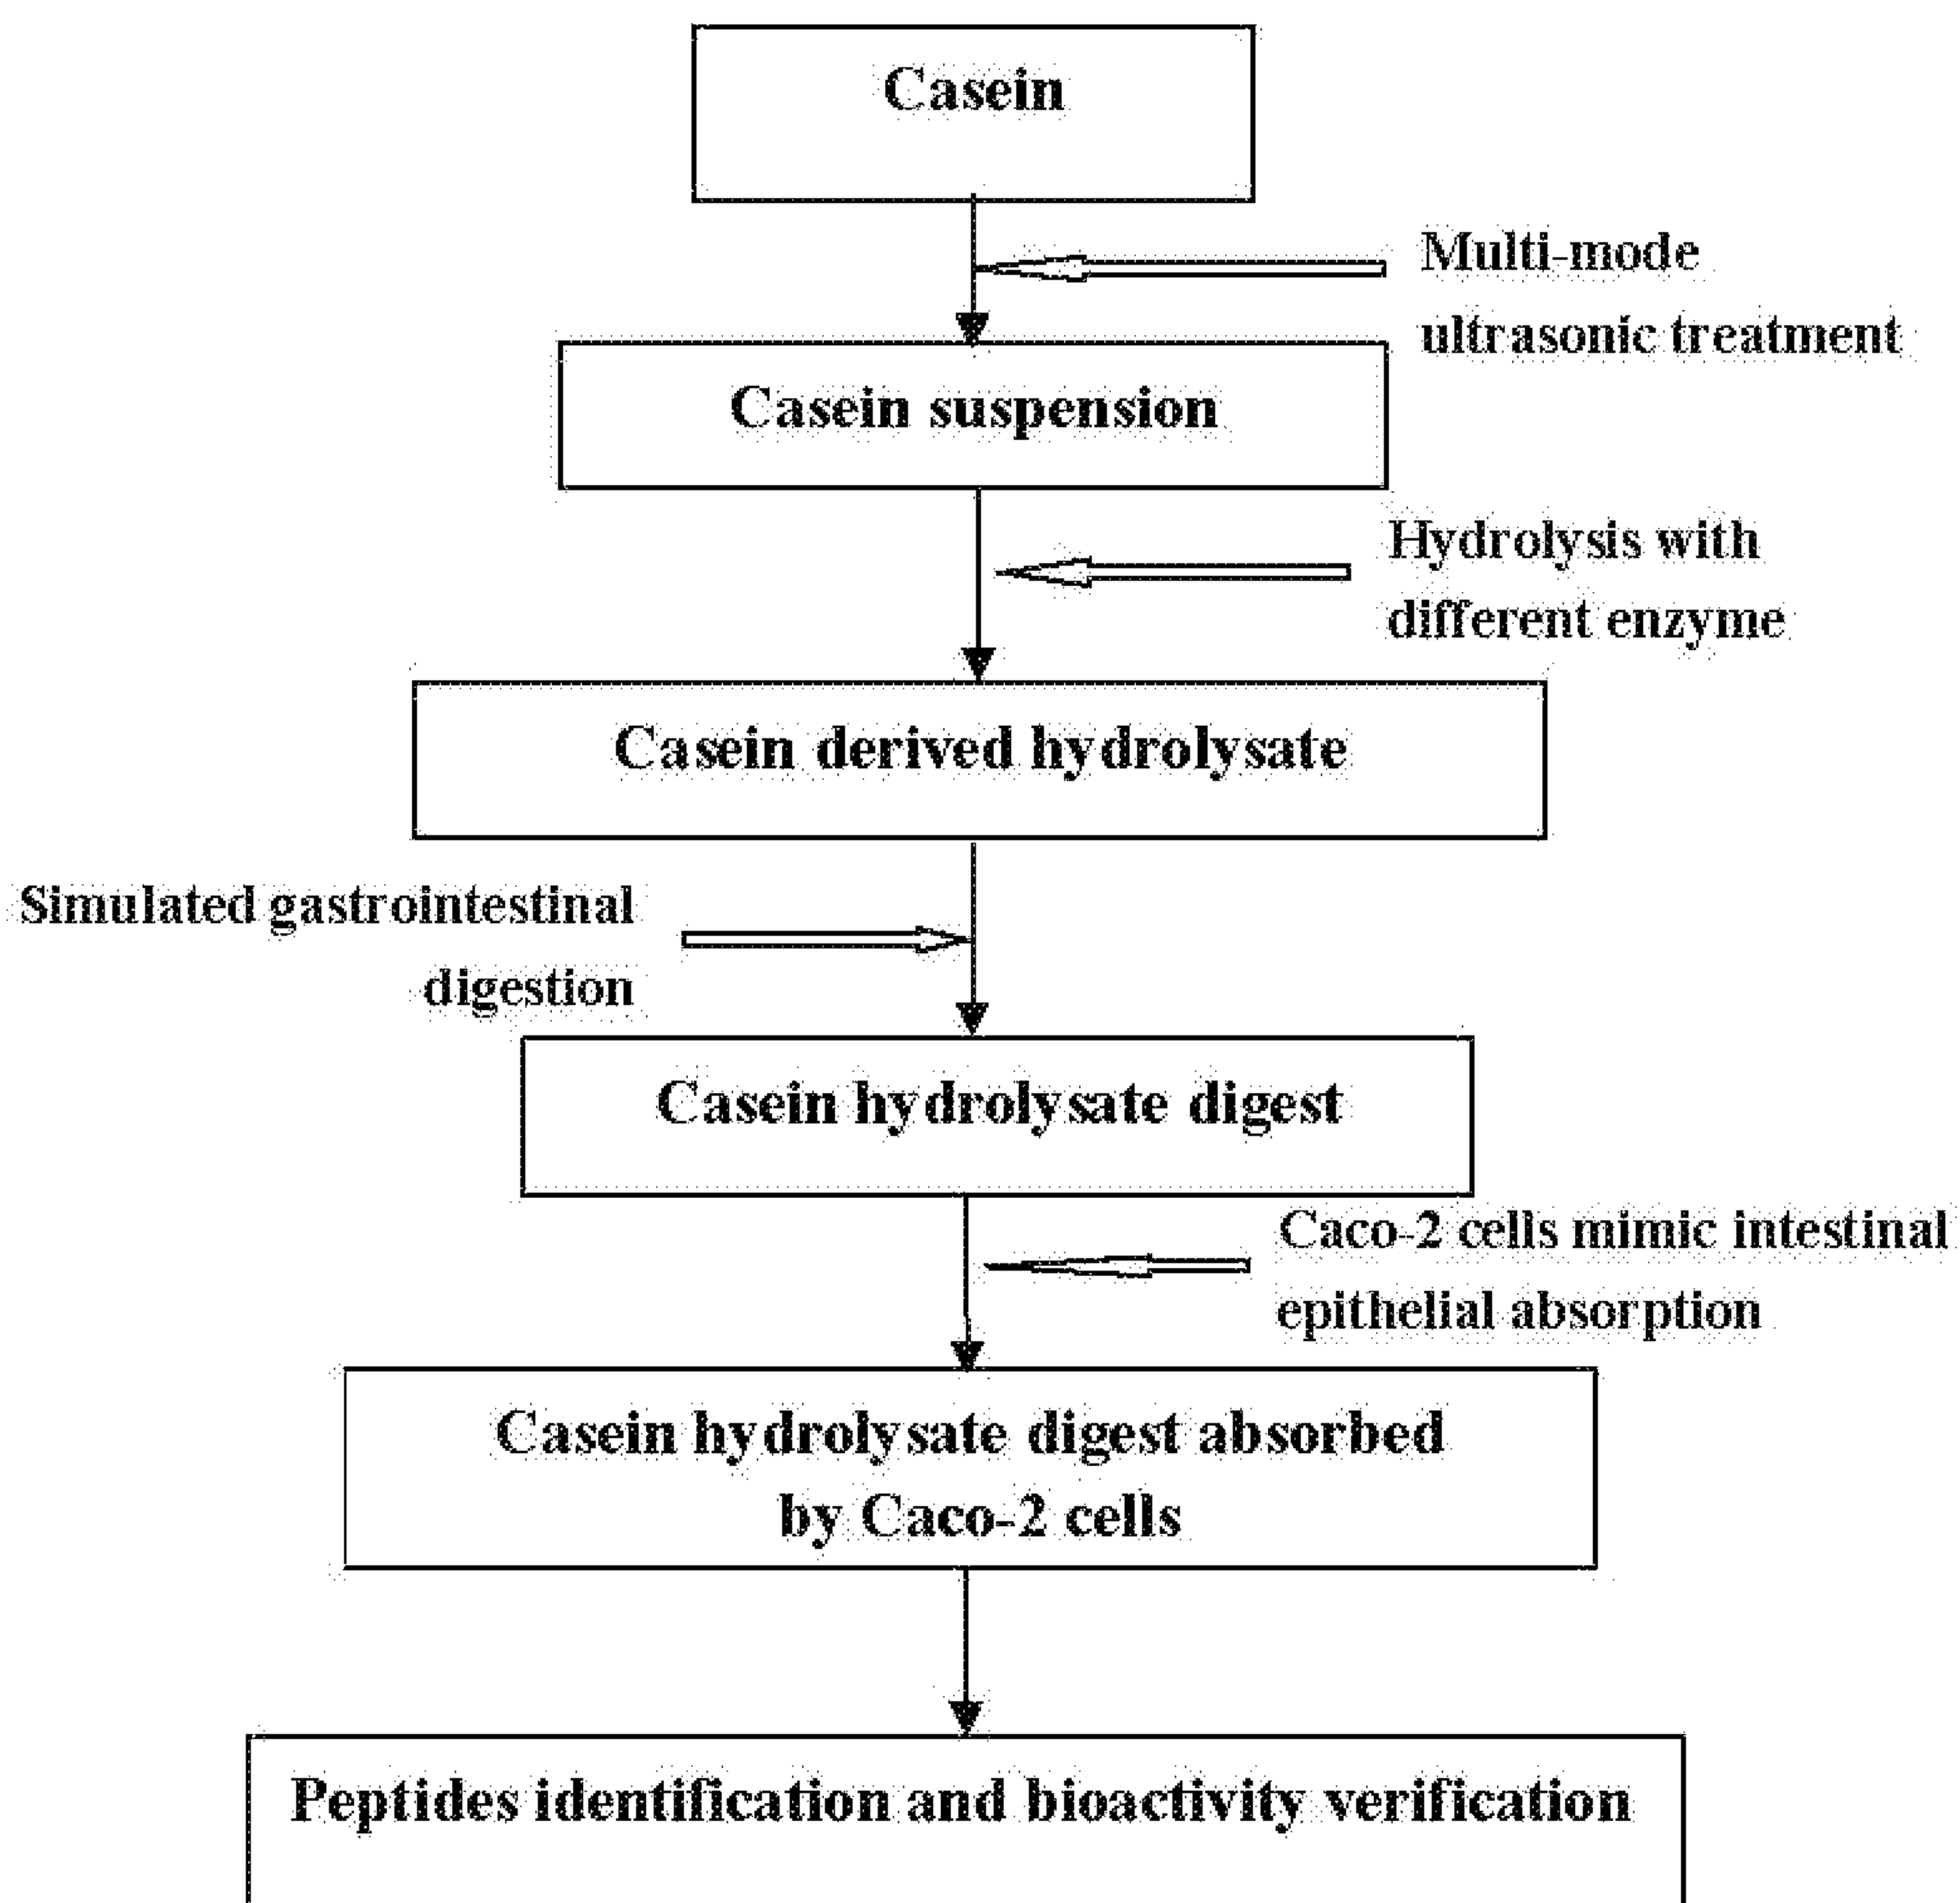 Casein
Multi-mode
ultrasonic treatment
Casein suspension
Hydrolysis with
different enzyme
Casein derived hydrolysate
Simulated gastrointestinal
digestion
Casein hydrolysate digest
Caco-2 cells mimic intestinal
epithelial absorption
Casein hydrolysate digest absorbed
by Caco-2 cells
Peptides identification and bioactivity verification